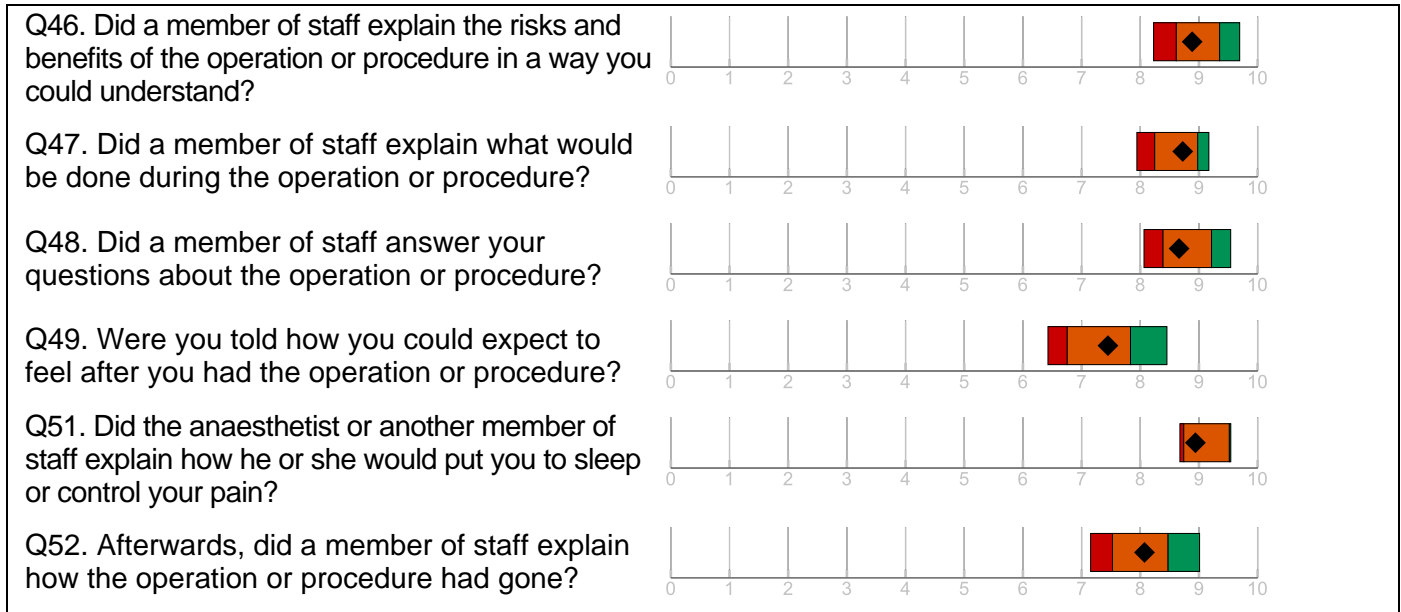 Q46. Did a member of staff explain the risks and
benefits of the operation or procedure in a way you
could understand?
0 1 2 3 4 5 6 7 8 9 10
Q47. Did a member of staff explain what would
be done during the operation or procedure?
0 1 2 3 4 5 6 7 8 9 10
Q48. Did a member of staff answer your
questions about the operation or procedure?
0 1 2 3 4 5 6 7 8 9 10
Q49. Were you told how you could expect to
feel after you had the operation or procedure?
0 1 2 3 4 5 6 7 8 9 10
Q51. Did the anaesthetist or another member of
staff explain how he or she would put you to sleep
or control your pain?
0 1 2 3 4 5 6 7 8 9 10
Q52. Afterwards, did a member of staff explain
how the operation or procedure had gone?
0 1 2 3 4 5 6 7 8 9 10